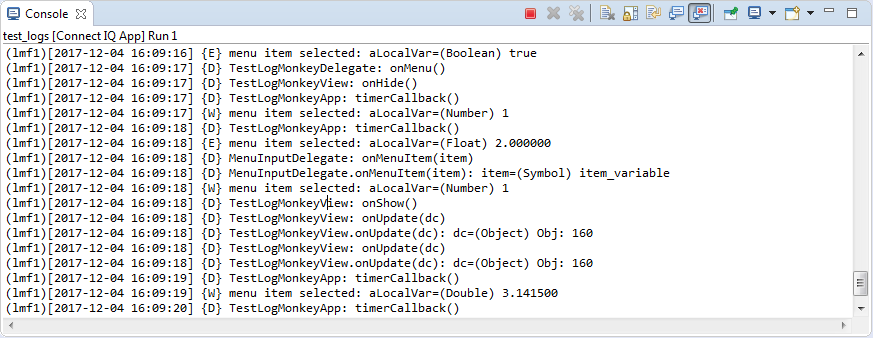 Console
test_logs [Connect IQ App] Run 1
(lmf1)[2017-12-04 16:09:16] {E} menu item selected: aLocalVar=(Boolean) true
(lmf1)[2017-12-04 16:09:17] {D} TestLogMonkeyDelegate: onMenu()
(lmf1)[2017-12-04 16:09:17] {D} TestLogMonkeyView: onHide()
(lmf1)[2017-12-04 16:09:17] {D} TestLogMonkeyApp: timerCallback()
(lmf1)[2017-12-04 16:09:17] {W} menu item selected: aLocalVar=(Number) 1
(lmf1)[2017-12-04 16:09:18] {D} TestLogMonkeyApp: timerCallback()
(lmf1)[2017-12-04 16:09:18] {E} menu item selected: aLocalVar=(Float) 2.000000
(lmf1)[2017-12-04 16:09:18] {D} MenuInputDelegate: onMenuItem(item)
(lmf1)[2017-12-04 16:09:18] {D} MenuInputDelegate.onMenuItem(item): item=(Symbol) item_variable
(lmf1)[2017-12-04 16:09:18] {W} menu item selected: aLocalVar=(Number) 1
(lmf1)[2017-12-04 16:09:18] {D} TestLogMonkeyView: onShow()
(lmf1)[2017-12-04 16:09:18] {D} TestLogMonkeyView: onUpdate(dc)
(lmf1)[2017-12-04 16:09:18] {D} TestLogMonkeyView.onUpdate(dc): dc=(Object) Obj: 160
(lmf1)[2017-12-04 16:09:18] {D} TestLogMonkeyView: onUpdate(dc)
(lmf1)[2017-12-04 16:09:18] {D} TestLogMonkeyView.onUpdate(dc): dc=(Object) Obj: 160
(lmf1)[2017-12-04 16:09:19] {D} TestLogMonkeyApp: timerCallback()
(lmf1)[2017-12-04 16:09:19] {W} menu item selected: aLocalVar=(Double) 3.141500
(lmf1)[2017-12-04 16:09:20] {D} TestLogMonkeyApp: timerCallback()